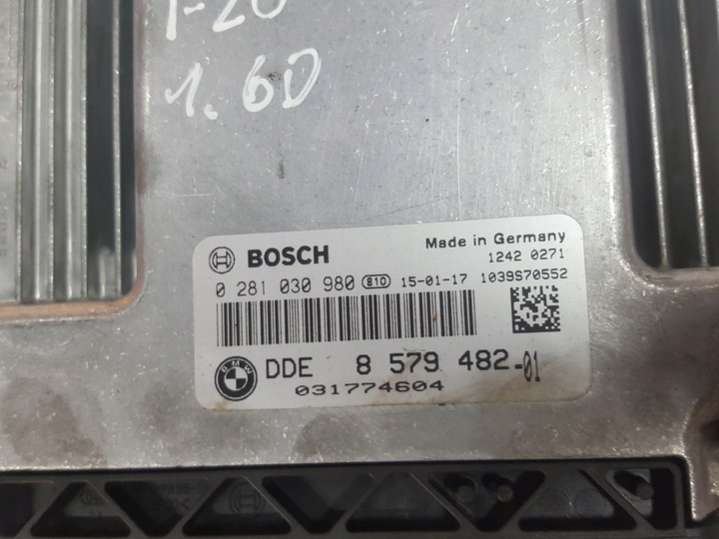 1.6D
BOSCH
Made in Germany
1242 0271
0 281 030 980 810 15-01-17 1039S70552
BMW
DDE 8 579 482-01
031774604